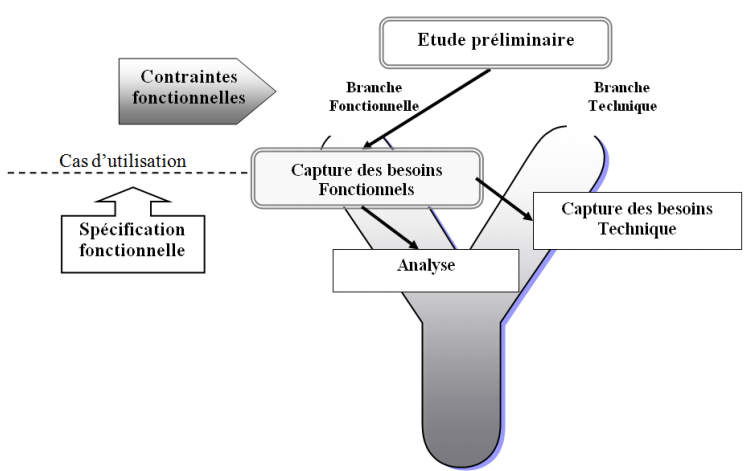 Etude préliminaire
Contraintes
fonctionnelles
Branche
Fonctionnelle
Branche
Technique
Cas d'utilisation
Capture des besoins
Fonctionnels
Capture des besoins
Technique
Spécification
fonctionnelle
Analyse